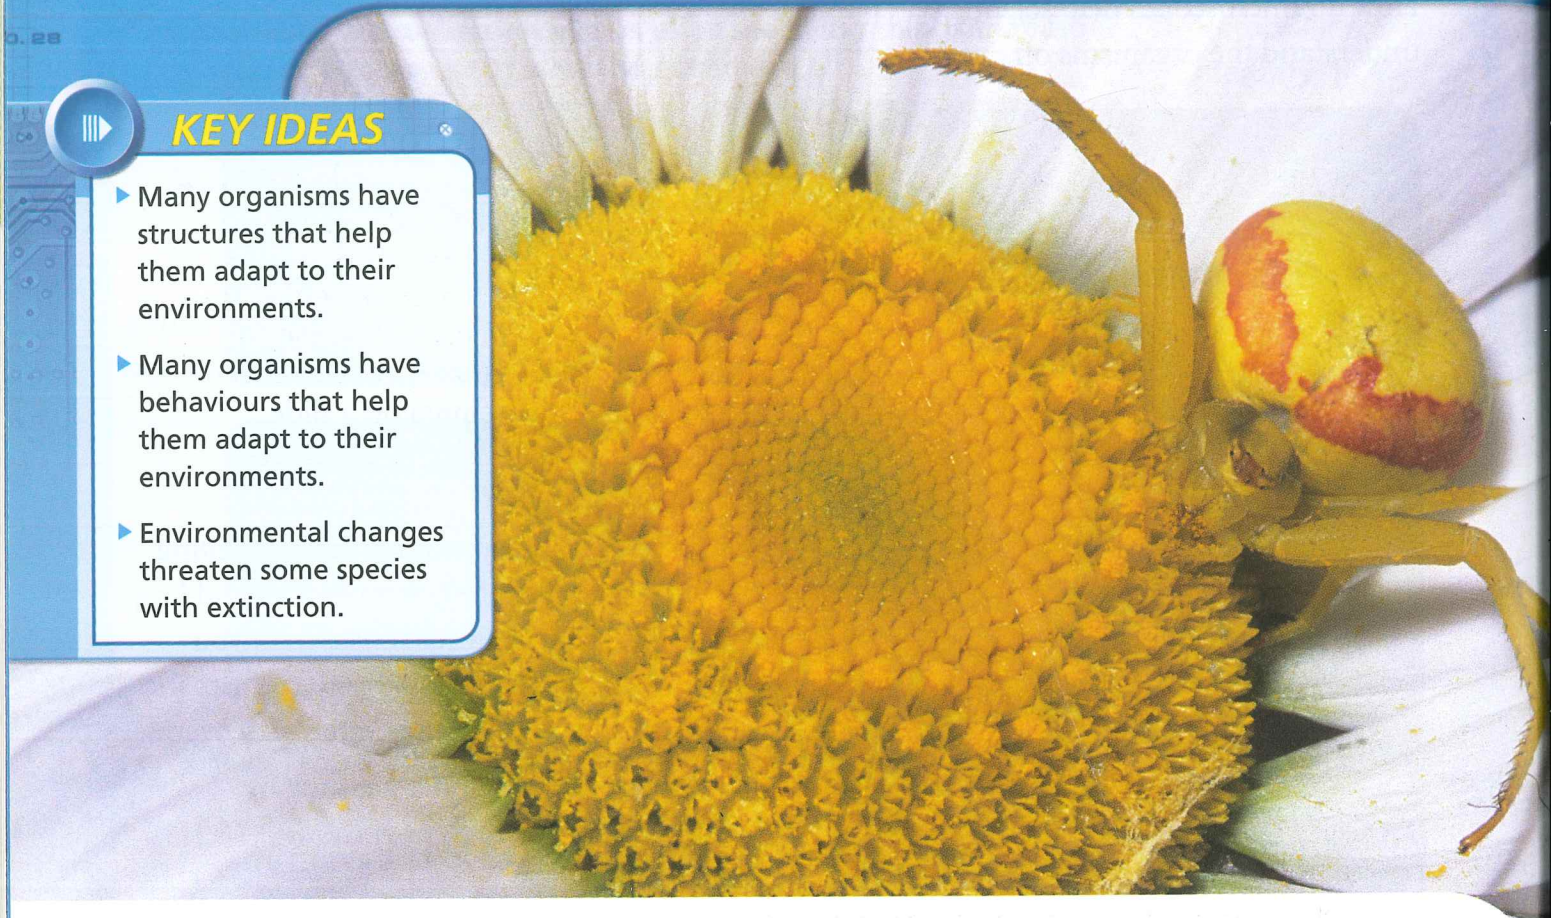 KEY IDEAS
Many organisms have
structures that help
them adapt to their
environments.
Many organisms have
behaviours that help
them adapt to their
environments.
Environmental changes
threaten some species
with extinction.